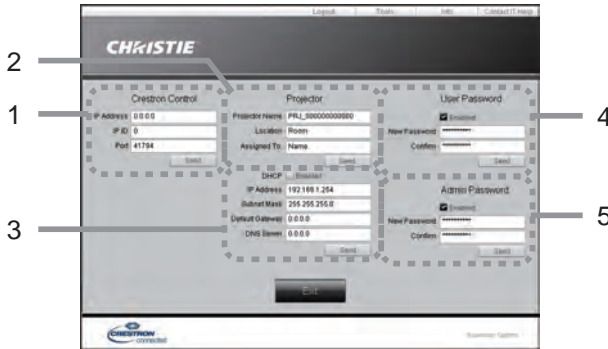 Logout Tools Info Contact IT Help
CHRISTIE
2
1
3
4
5
Crestron Control
IP Address 0.0.0.0
IP ID 0
Port 41794
Send
Projector
Projector Name PRJ_000000000000
Location Room
Assigned To Name
Send
DHCP Enabled
IP Address 192.168.1.254
Subnet Mask 255.255.255.0
Default Gateway 0.0.0.0
DNS Server 0.0.0.0
Send
User Password
Enabled
New Password **********
Confirm **********
Send
Admin Password
Enabled
New Password **********
Confirm **********
Send
Exit
CRESTRON
connected
Expansion Options